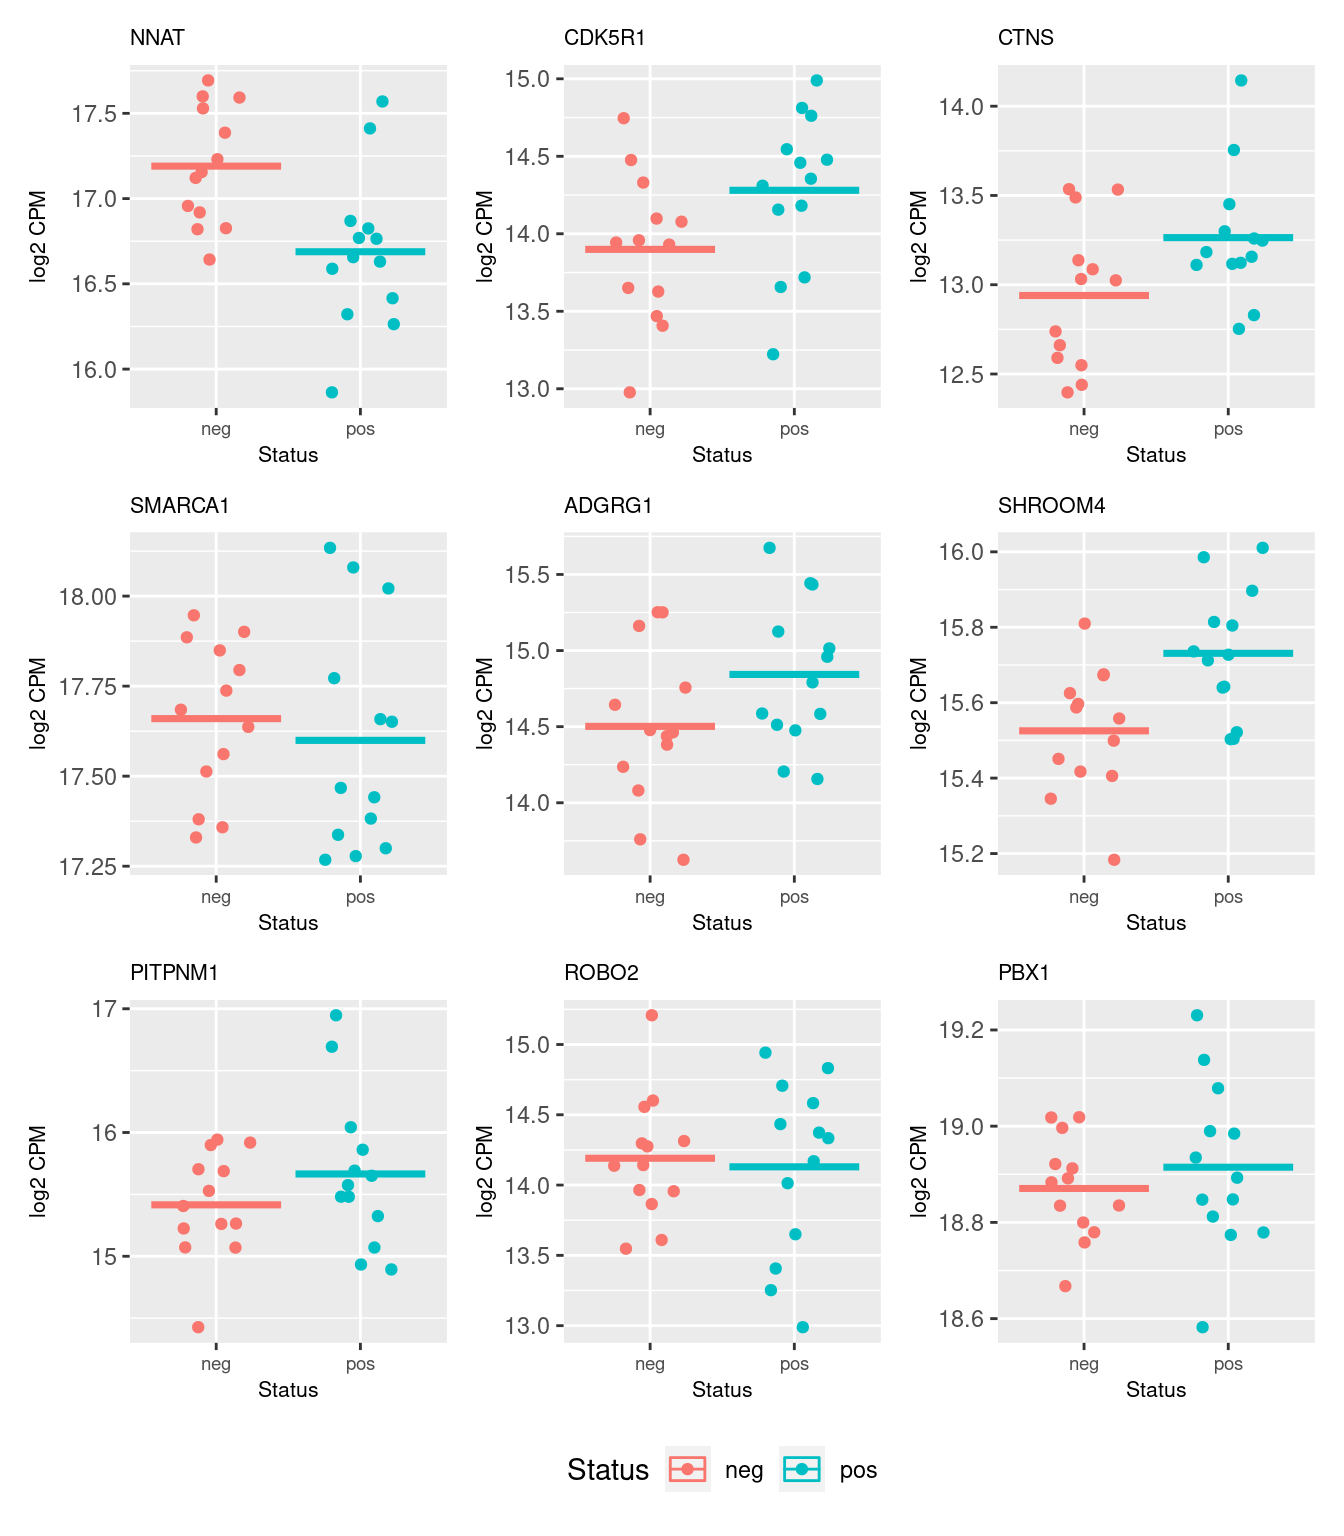 NNAT
CDK5R1
CTNS
17.5
17.0
16.5
16.0
log2 CPM
neg
pos
Status
15.0
14.5
14.0
13.5
13.0
log2 CPM
neg
pos
Status
14.0
13.5
13.0
12.5
log2 CPM
neg
pos
Status
SMARCA1
ADGRG1
SHROOM4
18.00
17.75
17.50
17.25
log2 CPM
neg
pos
Status
15.5
15.0
14.5
14.0
log2 CPM
neg
pos
Status
16.0
15.8
15.6
15.4
15.2
log2 CPM
neg
pos
Status
PITPNM1
ROBO2
PBX1
17
16
15
log2 CPM
neg
pos
Status
15.0
14.5
14.0
13.5
13.0
log2 CPM
neg
pos
Status
19.2
19.0
18.8
18.6
log2 CPM
neg
pos
Status
Status neg pos